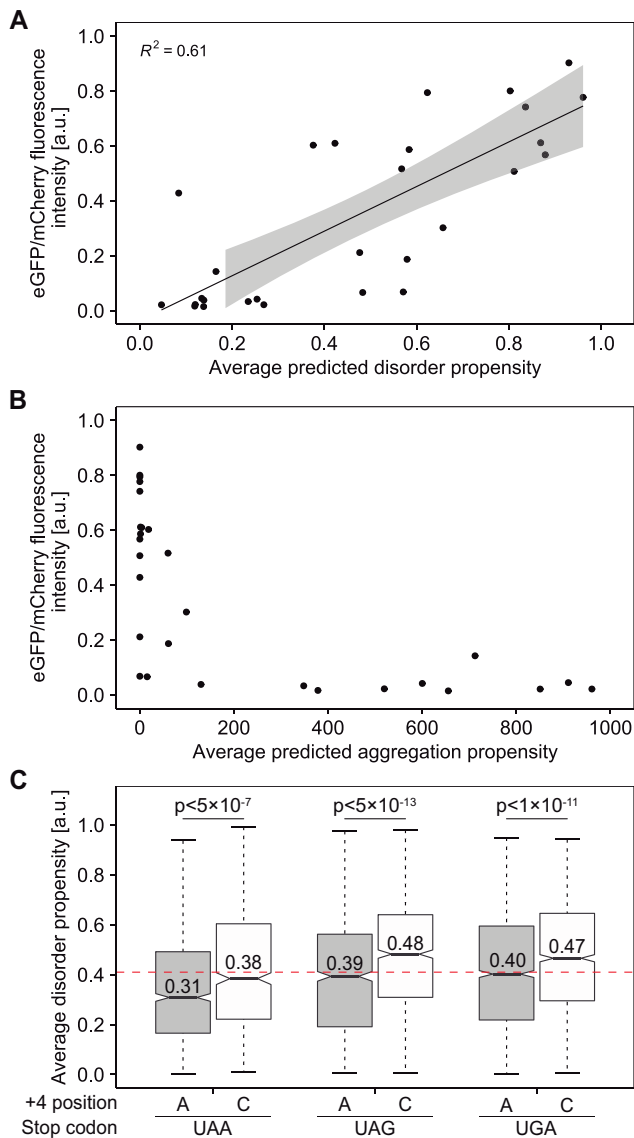 A
eGFP/mCherry fluorescence
intensity [a.u.]
R² = 0.61
1.0
0.8
0.6
0.4
0.2
0.0
0.0 0.2 0.4 0.6 0.8 1.0
Average predicted disorder propensity
B
eGFP/mCherry fluorescence
intensity [a.u.]
1.0
0.8
0.6
0.4
0.2
0.0
0 200 400 600 800 1000
Average predicted aggregation propensity
C
Average disorder propensity [a.u.]
p<5×10⁻⁷ p<5×10⁻¹³ p<1×10⁻¹¹
1.0
0.8
0.6
0.4
0.2
0.0
0.31 0.38 0.39 0.48 0.40 0.47
+4 position A C A C A C
Stop codon UAA UAG UGA